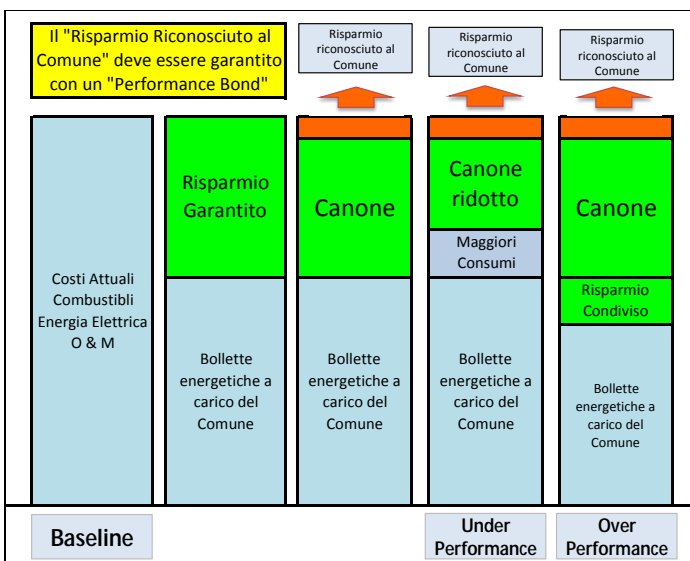 Il "Risparmio Riconosciuto al
Comune" deve essere garantito
con un "Performance Bond"
Risparmio
riconosciuto al
Comune
Risparmio
riconosciuto al
Comune
Risparmio
riconosciuto al
Comune
Costi Attuali
Combustibli
Energia Elettrica
O & M
Risparmio
Garantito
Bollette
energetiche a
carico del
Comune
Canone
Bollette
energetiche a
carico del
Comune
Canone
ridotto
Maggiori
Consumi
Bollette
energetiche a
carico del
Comune
Canone
Risparmio
Condiviso
Bollette
energetiche a
carico del
Comune
Baseline
Under
Performance
Over
Performance